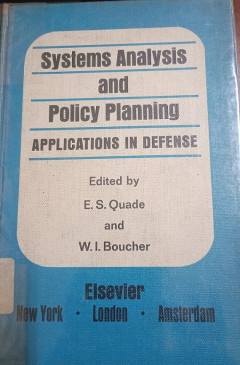 Systems Analysis
and
Policy Planning
APPLICATIONS IN DEFENSE
Edited by
E. S. Quade
and
W. I. Boucher
Elsevier
New York · London · Amsterdam